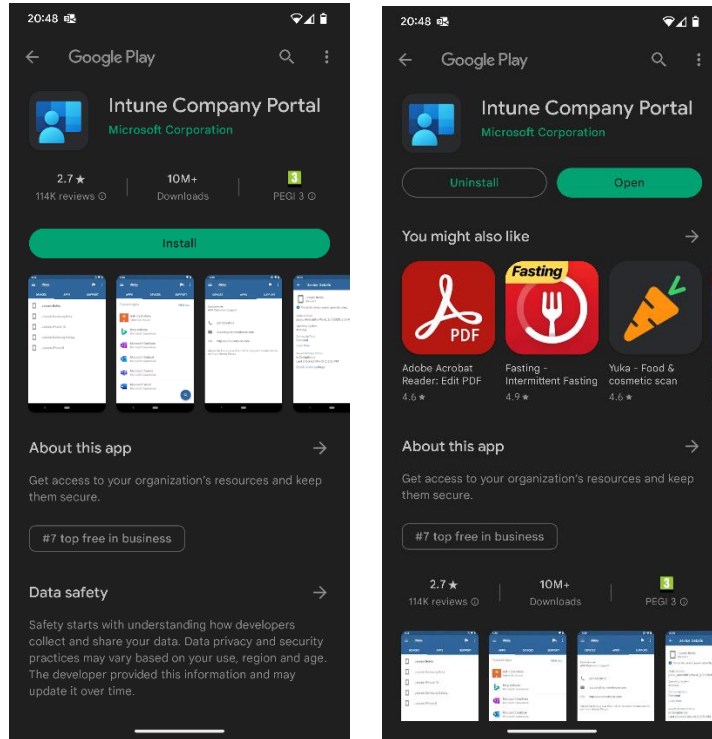 20:48
Google Play
Intune Company Portal
Microsoft Corporation
2.7★
114K reviews
10M+
Downloads
3
PEGI 3
Install
About this app
Get access to your organization's resources and keep
them secure.
#7 top free in business
Data safety
Safety starts with understanding how developers
collect and share your data. Data privacy and security
practices may vary based on your use, region and age.
The developer provided this information and may
update it over time.
20:48
Google Play
Intune Company Portal
Microsoft Corporation
Uninstall
Open
You might also like
PDF
Fasting
Adobe Acrobat
Reader: Edit PDF
4.6★
Fasting -
Intermittent Fasting
4.9★
Yuka - Food &
cosmetic scan
4.6★
About this app
Get access to your organization's resources and keep
them secure.
#7 top free in business
2.7★
114K reviews
10M+
Downloads
3
PEGI 3